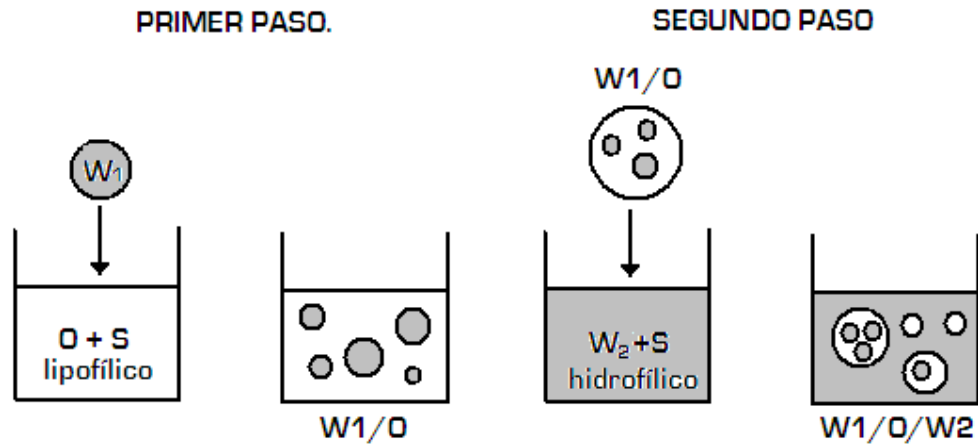 PRIMER PASO.
SEGUNDO PASO
W1/O
W₁
O + S
lipofílico
W₂+S
hidrofílico
W1/O
W1/O/W2